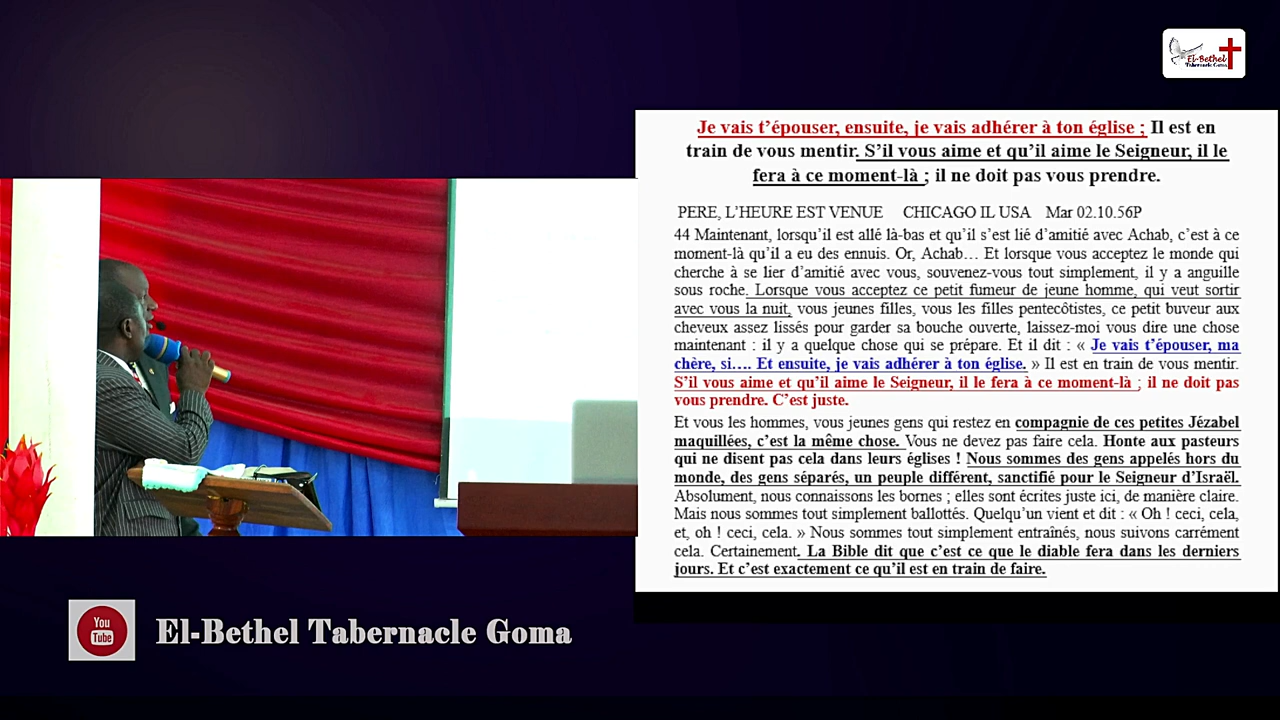 El-Bethel
Tabernacle Goma
Je vais t’épouser, ensuite, je vais adhérer à ton église ; Il est en
train de vous mentir. S’il vous aime et qu’il aime le Seigneur, il le
fera à ce moment-là ; il ne doit pas vous prendre.
PERE, L’HEURE EST VENUE CHICAGO IL USA Mar 02.10.56P
44 Maintenant, lorsqu’il est allé là-bas et qu’il s’est lié d’amitié avec Achab, c’est à ce
moment-là qu’il a eu des ennuis. Or, Achab… Et lorsque vous acceptez le monde qui
cherche à se lier d’amitié avec vous, souvenez-vous tout simplement, il y a anguille
sous roche. Lorsque vous acceptez ce petit fumeur de jeune homme, qui veut sortir
avec vous la nuit, vous jeunes filles, vous les filles pentecôtistes, ce petit buveur aux
cheveux assez lissés pour garder sa bouche ouverte, laissez-moi vous dire une chose
maintenant : il y a quelque chose qui se prépare. Et il dit : « Je vais t’épouser, ma
chère, si…. Et ensuite, je vais adhérer à ton église. » Il est en train de vous mentir.
S’il vous aime et qu’il aime le Seigneur, il le fera à ce moment-là ; il ne doit pas
vous prendre. C’est juste.
Et vous les hommes, vous jeunes gens qui restez en compagnie de ces petites Jézabel
maquillées, c’est la même chose. Vous ne devez pas faire cela. Honte aux pasteurs
qui ne disent pas cela dans leurs églises ! Nous sommes des gens appelés hors du
monde, des gens séparés, un peuple différent, sanctifié pour le Seigneur d’Israël.
Absolument, nous connaissons les bornes ; elles sont écrites juste ici, de manière claire.
Mais nous sommes tout simplement ballottés. Quelqu’un vient et dit : « Oh ! ceci, cela,
et, oh ! ceci, cela. » Nous sommes tout simplement entraînés, nous suivons carrément
cela. Certainement. La Bible dit que c’est ce que le diable fera dans les derniers
jours. Et c’est exactement ce qu’il est en train de faire.
You
Tube
El-Bethel Tabernacle Goma